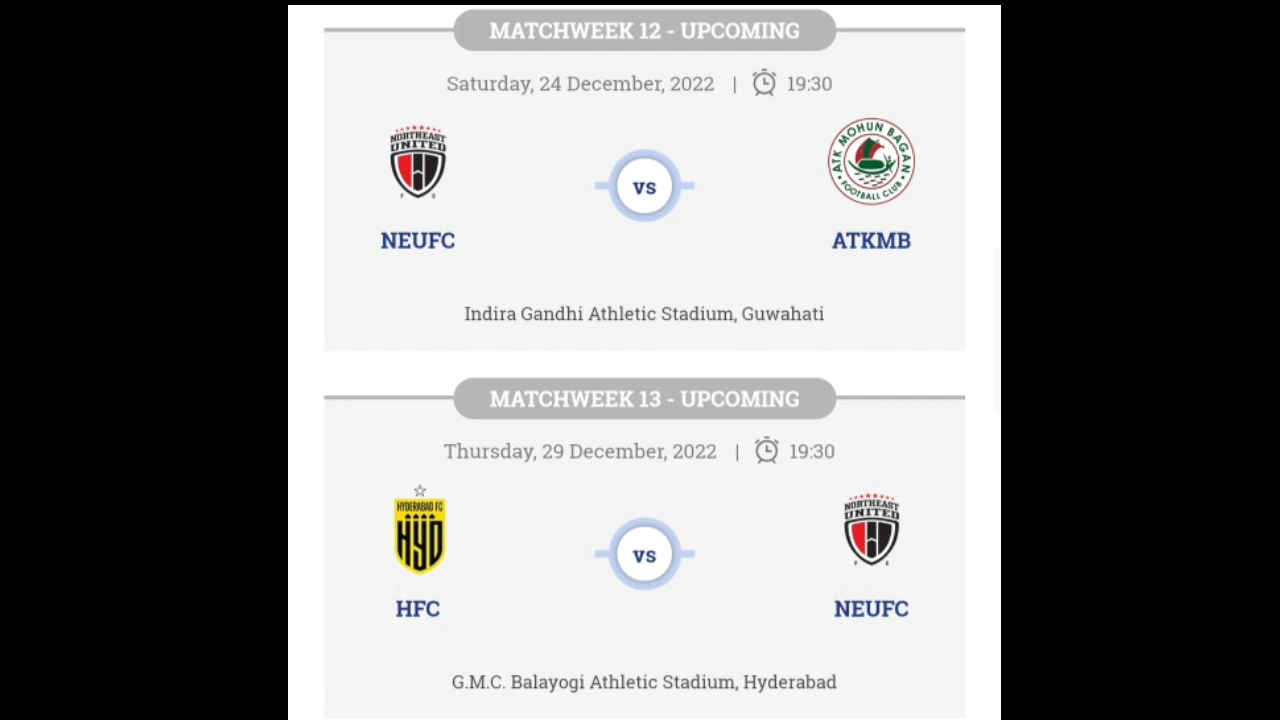 MATCHWEEK 12 - UPCOMING
Saturday, 24 December, 2022 | 19:30
NORTHEAST
UNITED
F C
ATK MOHUN BAGAN
FOOTBALL CLUB
vs
NEUFC
ATKMB
Indira Gandhi Athletic Stadium, Guwahati
MATCHWEEK 13 - UPCOMING
Thursday, 29 December, 2022 | 19:30
HYDERABAD FC
HYD
NORTHEAST
UNITED
F C
vs
HFC
NEUFC
G.M.C. Balayogi Athletic Stadium, Hyderabad